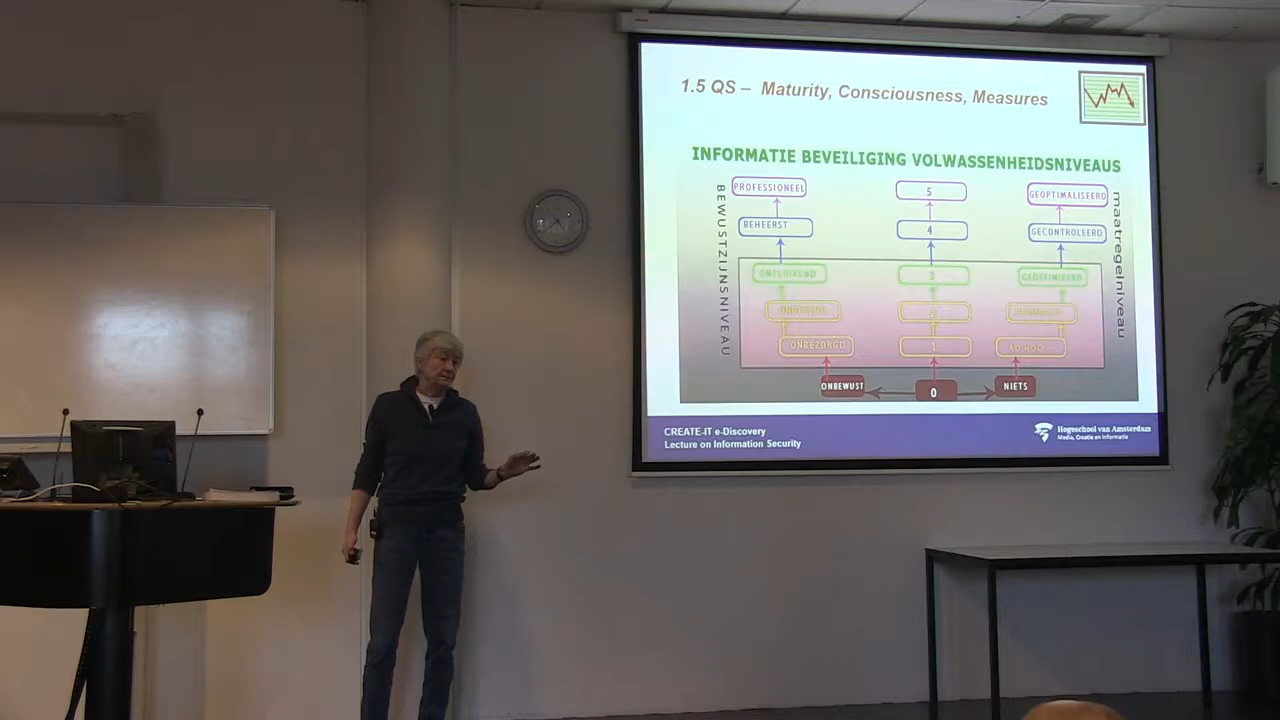 1.5 QS – Maturity, Consciousness, Measures
INFORMATIE BEVEILIGING VOLWASSENHEIDSNIVEAUS
BEWUSTZIJNSNIVEAU
maatregelniveau
PROFESSIONEEL
5
GEOPTIMALISEERD
BEHEERST
4
GECONTROLEERD
ONTLUIKEND
3
GEDEFINIEERD
2
ONBEZORGD
1
AD HOC
ONBEWUST
0
NIETS
CREATE-IT e-Discovery
Lecture on Information Security
Hogeschool van Amsterdam
Media, Creatie en Informatie